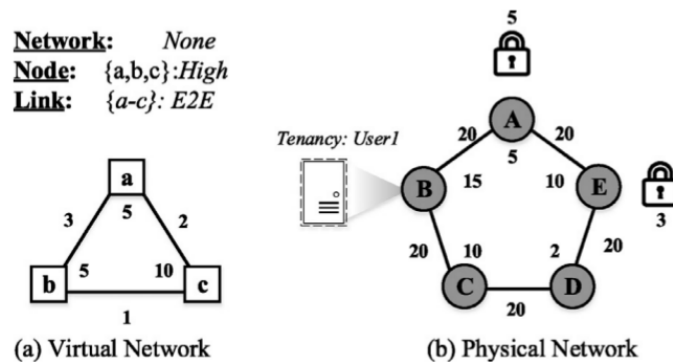 Network: None
Node: {a,b,c}:High
Link: {a-c}: E2E
a
5
3
2
b
5
10
c
1
(a) Virtual Network
5
Tenancy: User1
A
20
20
5
B
15
10
E
3
20
10
2
20
C
D
20
(b) Physical Network